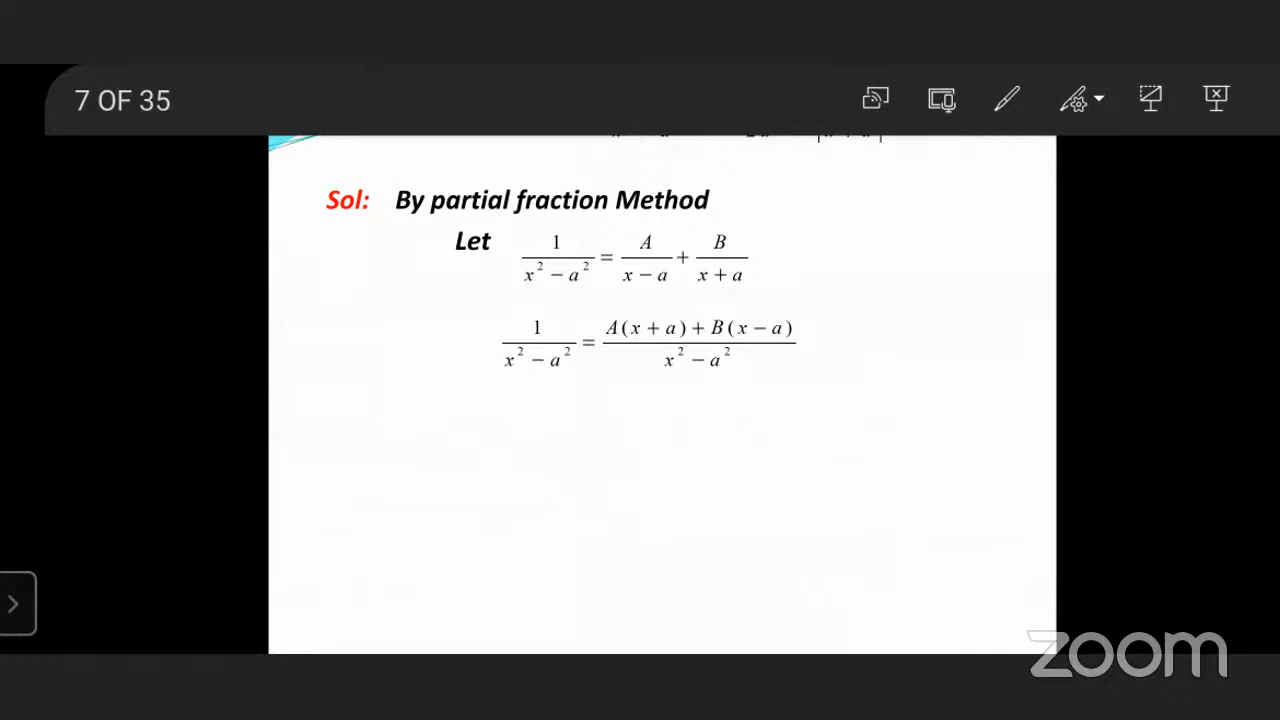 7 OF 35
Sol: By partial fraction Method
Let 1/(x² − a²) = A/(x − a) + B/(x + a)
1/(x² − a²) = (A(x + a) + B(x − a))/(x² − a²)
zoom